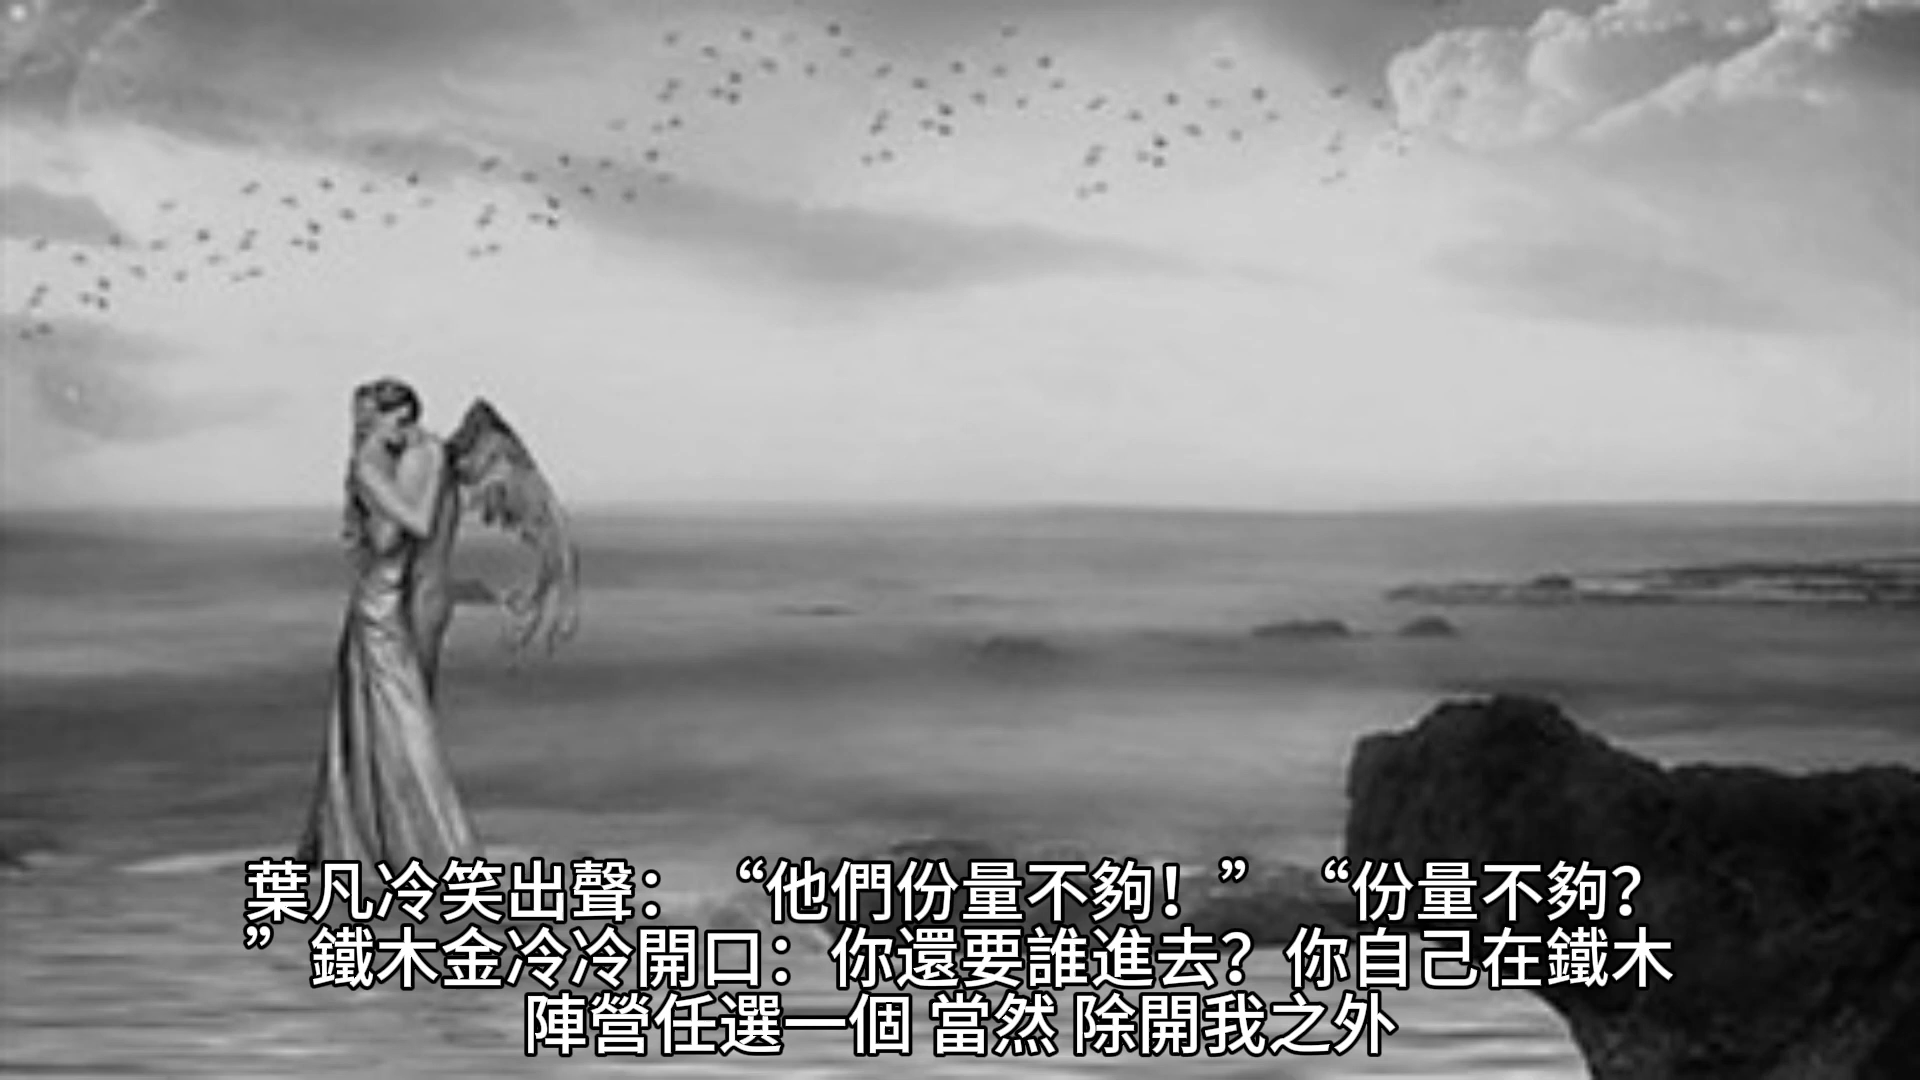 葉凡冷笑出聲：“他們份量不夠！”“份量不夠？
”鐵木金冷冷開口：你還要誰進去？你自己在鐵木
陣營任選一個 當然 除開我之外